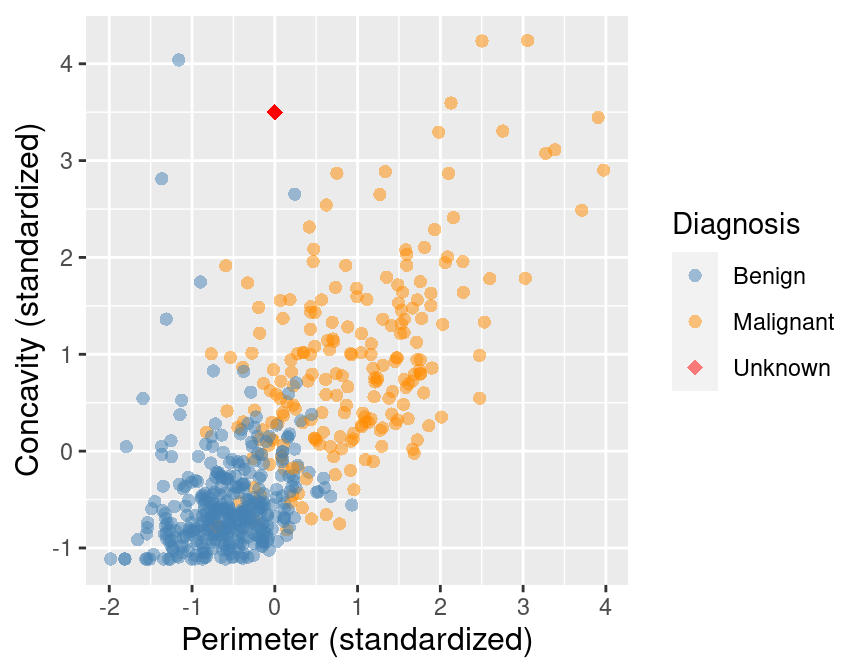 4
3
2
1
0
-1
-2 -1 0 1 2 3 4
Perimeter (standardized)
Concavity (standardized)
Diagnosis
Benign
Malignant
Unknown